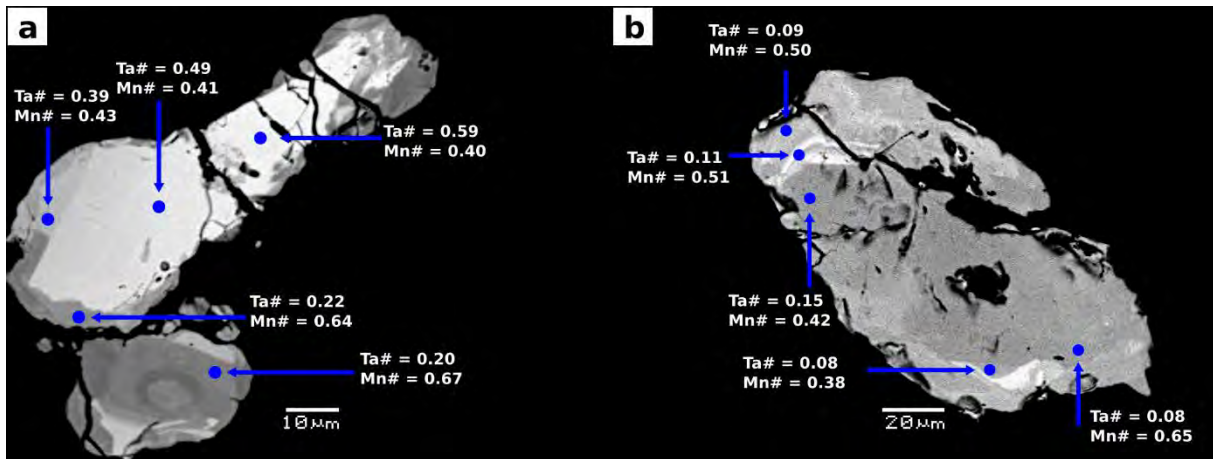 a
Ta# = 0.49
Mn# = 0.41
Ta# = 0.39
Mn# = 0.43
Ta# = 0.59
Mn# = 0.40
Ta# = 0.22
Mn# = 0.64
Ta# = 0.20
Mn# = 0.67
10μm
b
Ta# = 0.09
Mn# = 0.50
Ta# = 0.11
Mn# = 0.51
Ta# = 0.15
Mn# = 0.42
Ta# = 0.08
Mn# = 0.38
20μm
Ta# = 0.08
Mn# = 0.65